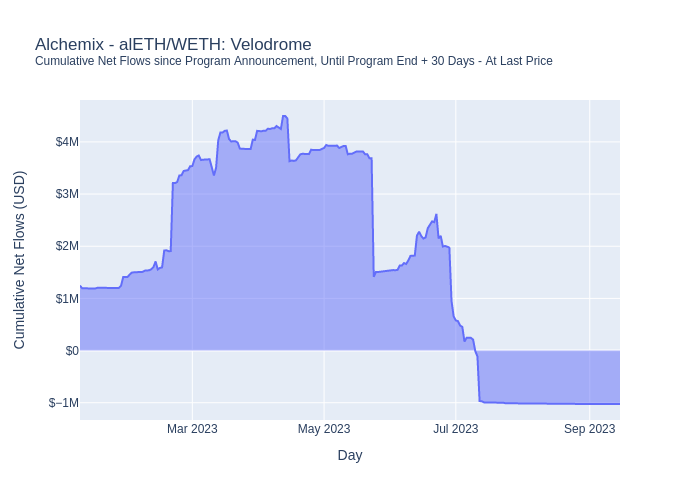 Alchemix - alETH/WETH: Velodrome
Cumulative Net Flows since Program Announcement, Until Program End + 30 Days - At Last Price
$4M
$3M
$2M
$1M
$0
$−1M
Cumulative Net Flows (USD)
Mar 2023
May 2023
Jul 2023
Sep 2023
Day